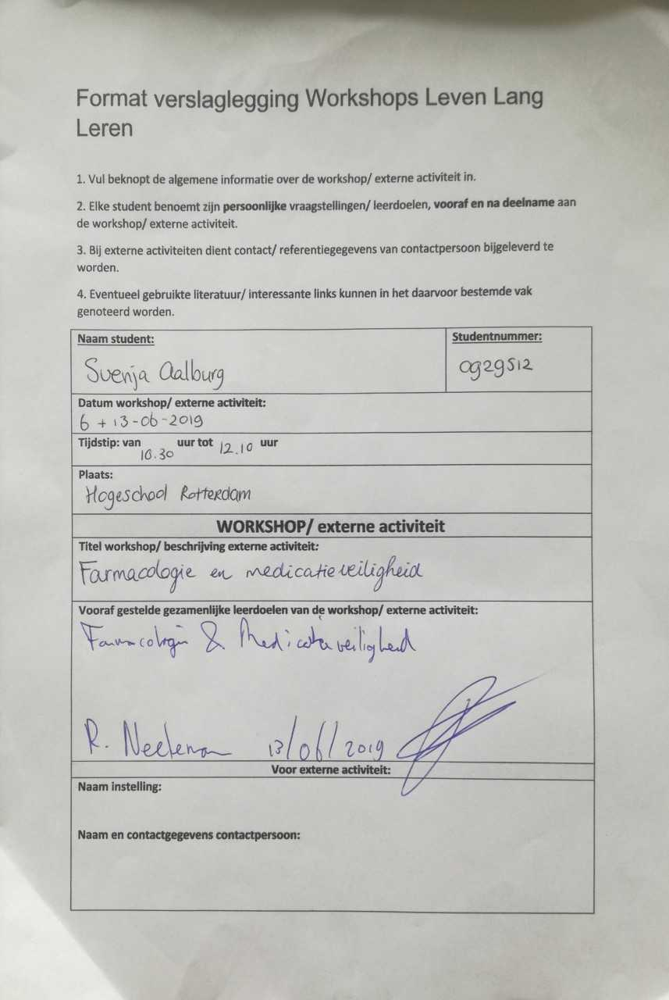 Format verslaglegging Workshops Leven Lang
Leren
1. Vul beknopt de algemene informatie over de workshop/ externe activiteit in.
2. Elke student benoemt zijn persoonlijke vraagstellingen/ leerdoelen, vooraf en na deelname aan
de workshop/ externe activiteit.
3. Bij externe activiteiten dient contact/ referentiegegevens van contactpersoon bijgeleverd te
worden.
4. Eventueel gebruikte literatuur/ interessante links kunnen in het daarvoor bestemde vak
genoteerd worden.
Naam student:
Svenja Aalburg
Studentnummer:
0929512
Datum workshop/ externe activiteit:
6 + 13-06-2019
Tijdstip: van 10.30 uur tot 12.10 uur
Plaats:
Hogeschool Rotterdam
WORKSHOP/ externe activiteit
Titel workshop/ beschrijving externe activiteit:
Farmacologie en medicatieveiligheid
Vooraf gestelde gezamenlijke leerdoelen van de workshop/ externe activiteit:
Farmacologie & Medicatieveiligheid
R. Neeleman 13/06/2019
Voor externe activiteit:
Naam instelling:
Naam en contactgegevens contactpersoon: